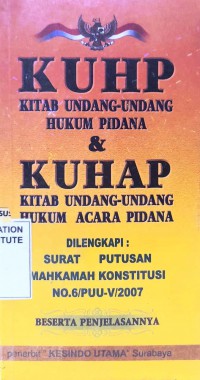 KUHP
KITAB UNDANG-UNDANG
HUKUM PIDANA
&
KUHAP
KITAB UNDANG-UNDANG
HUKUM ACARA PIDANA
DILENGKAPI :
SURAT PUTUSAN
MAHKAMAH KONSTITUSI
NO.6/PUU-V/2007
BESERTA PENJELASANNYA
penerbit "KESINDO UTAMA" Surabaya
ATION
TUTE